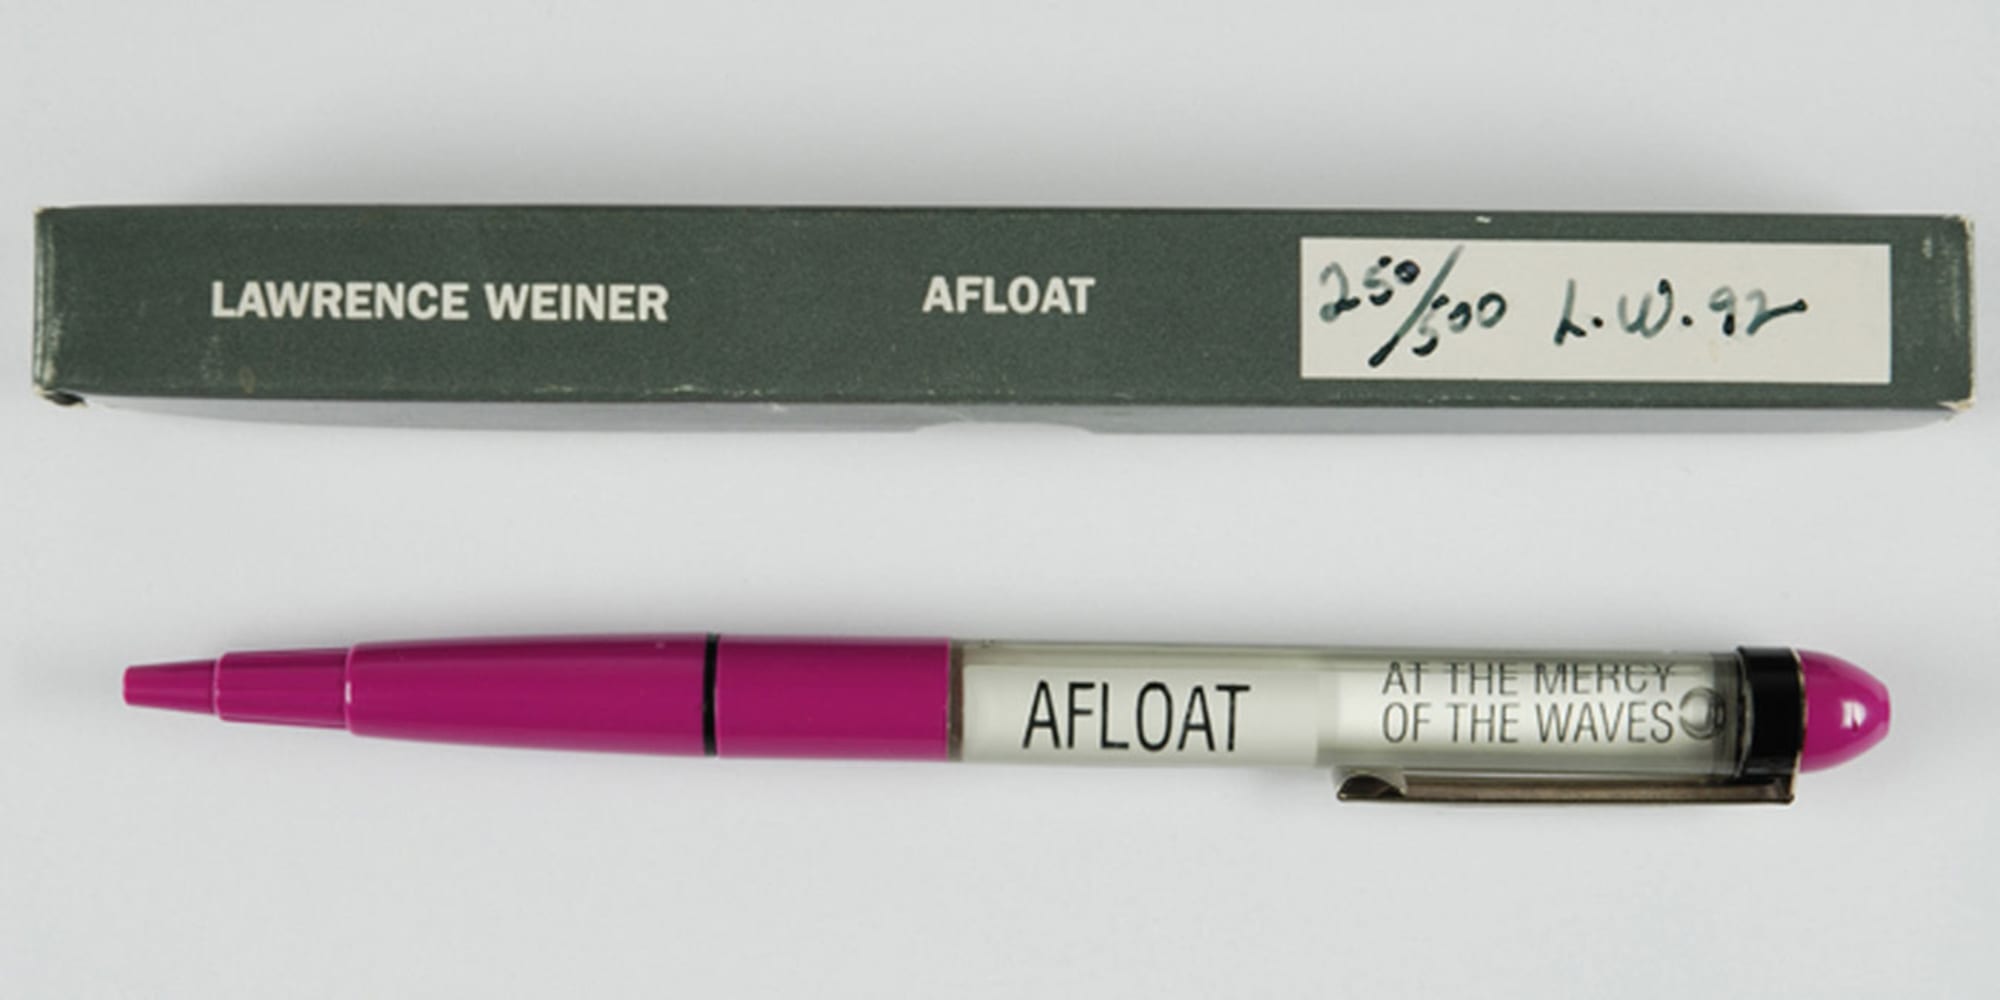 LAWRENCE WEINER
AFLOAT
250/500 L.W. 92
AFLOAT
AT THE MERCY
OF THE WAVES